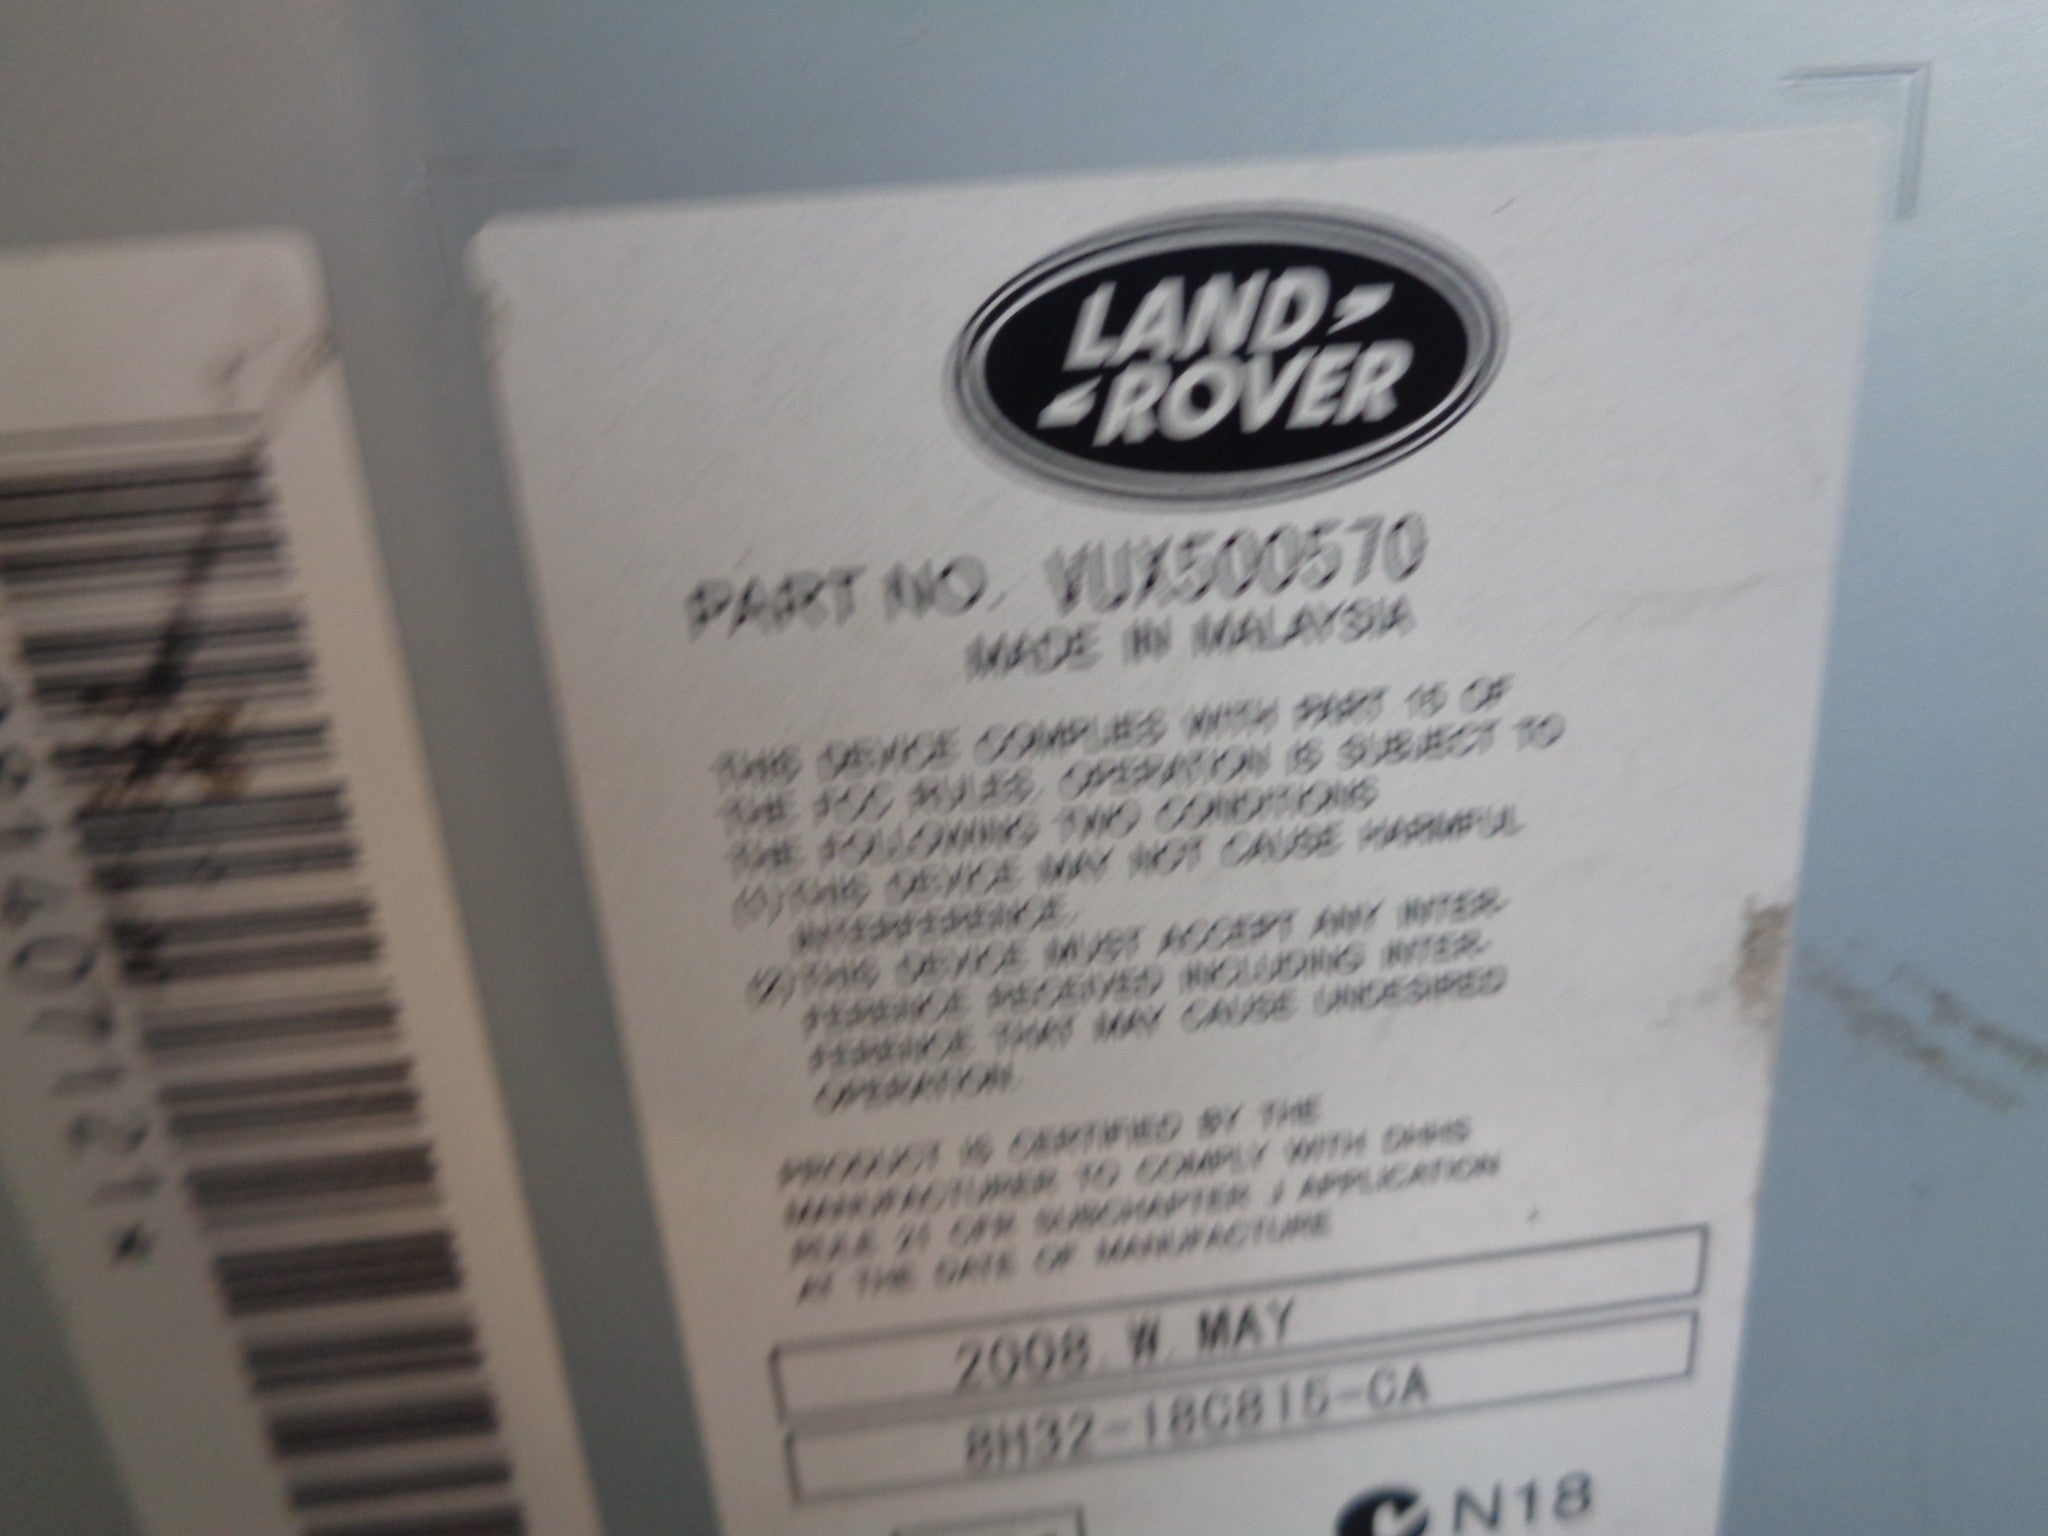 LAND
ROVER
PART NO. VUX500570
MADE IN MALAYSIA
THIS DEVICE COMPLIES WITH PART 15 OF
THE FCC RULES. OPERATION IS SUBJECT TO
THE FOLLOWING TWO CONDITIONS
(1) THIS DEVICE MAY NOT CAUSE HARMFUL
INTERFERENCE.
(2) THIS DEVICE MUST ACCEPT ANY INTER-
FERENCE RECEIVED INCLUDING INTER-
FERENCE THAT MAY CAUSE UNDESIRED
OPERATION.
PRODUCT IS CERTIFIED BY THE
MANUFACTURER TO COMPLY WITH DHHS
RULE 21 CFR SUBCHAPTER J APPLICATION
AT THE DATE OF MANUFACTURE
2008. W. MAY
8H32-18C815-CA
N18